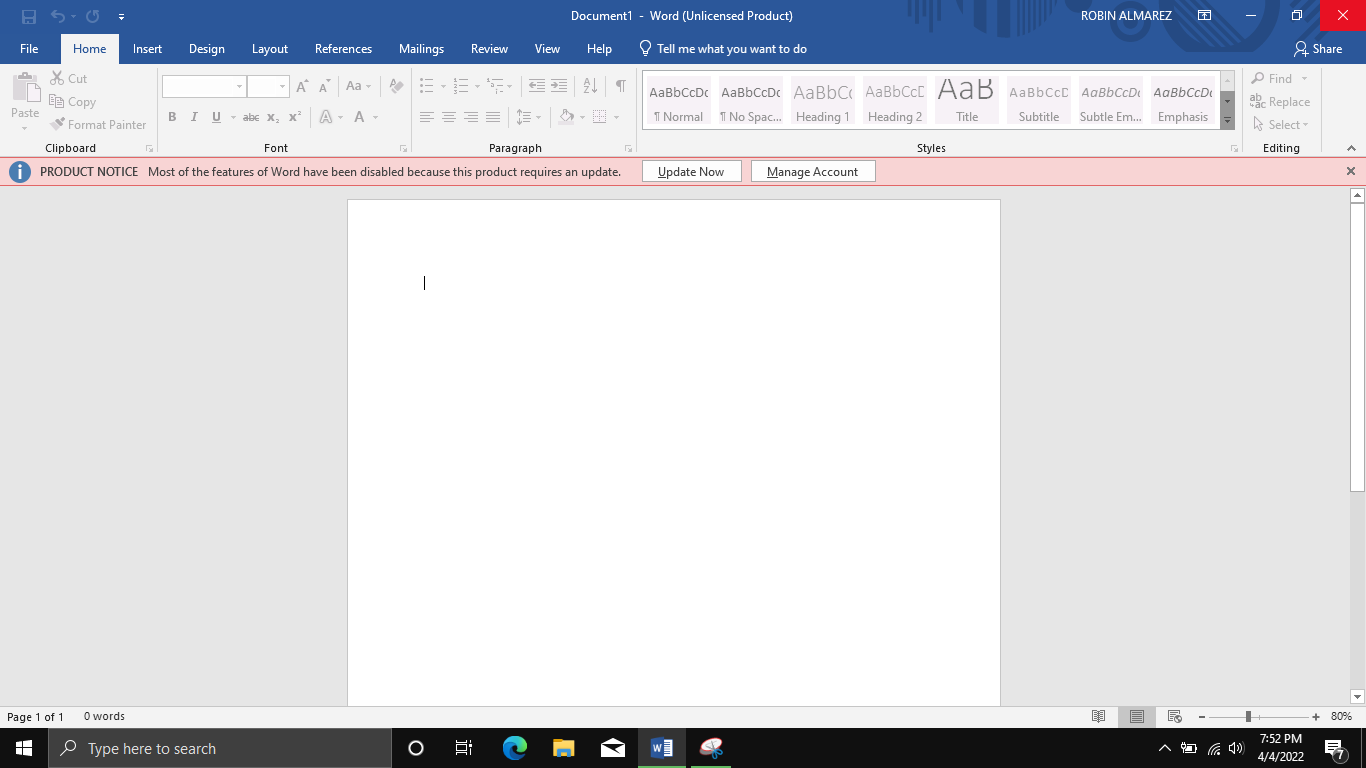 Document1 - Word (Unlicensed Product)
ROBIN ALMAREZ
File Home Insert Design Layout References Mailings Review View Help Tell me what you want to do Share
Paste
Cut
Copy
Format Painter
Clipboard
Aa
B I U abc x₂ x² A A
Font
¶
Paragraph
AaBbCcDc AaBbCcDc AaBbCc AaBbCcD AaB AaBbCcD AaBbCcDc AaBbCcDc
¶ Normal ¶ No Spac... Heading 1 Heading 2 Title Subtitle Subtle Em... Emphasis
Styles
Find
Replace
Select
Editing
PRODUCT NOTICE Most of the features of Word have been disabled because this product requires an update. Update Now Manage Account
Page 1 of 1 0 words
80%
Type here to search
7:52 PM
4/4/2022
7